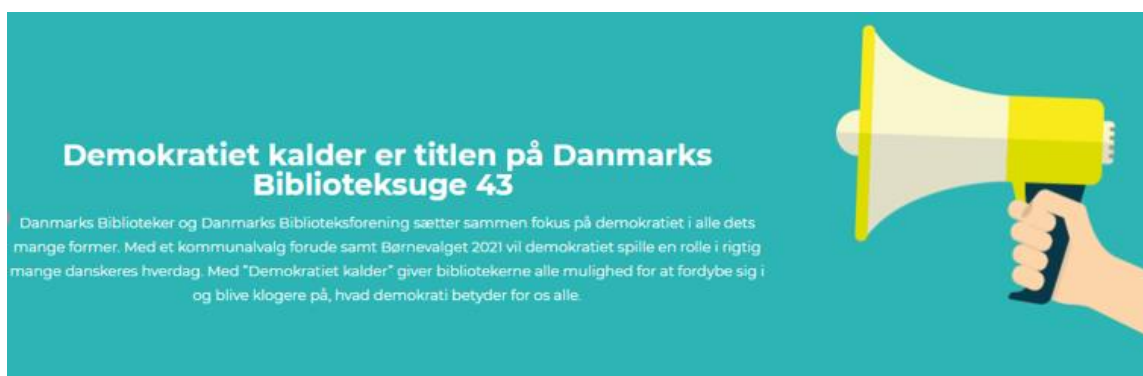 Demokratiet kalder er titlen på Danmarks
Biblioteksuge 43
Danmarks Biblioteker og Danmarks Biblioteksforening sætter sammen fokus på demokratiet i alle dets
mange former. Med et kommunalvalg forude samt Børnevalget 2021 vil demokratiet spille en rolle i rigtig
mange danskeres hverdag. Med "Demokratiet kalder" giver bibliotekerne alle mulighed for at fordybe sig i
og blive klogere på, hvad demokrati betyder for os alle.